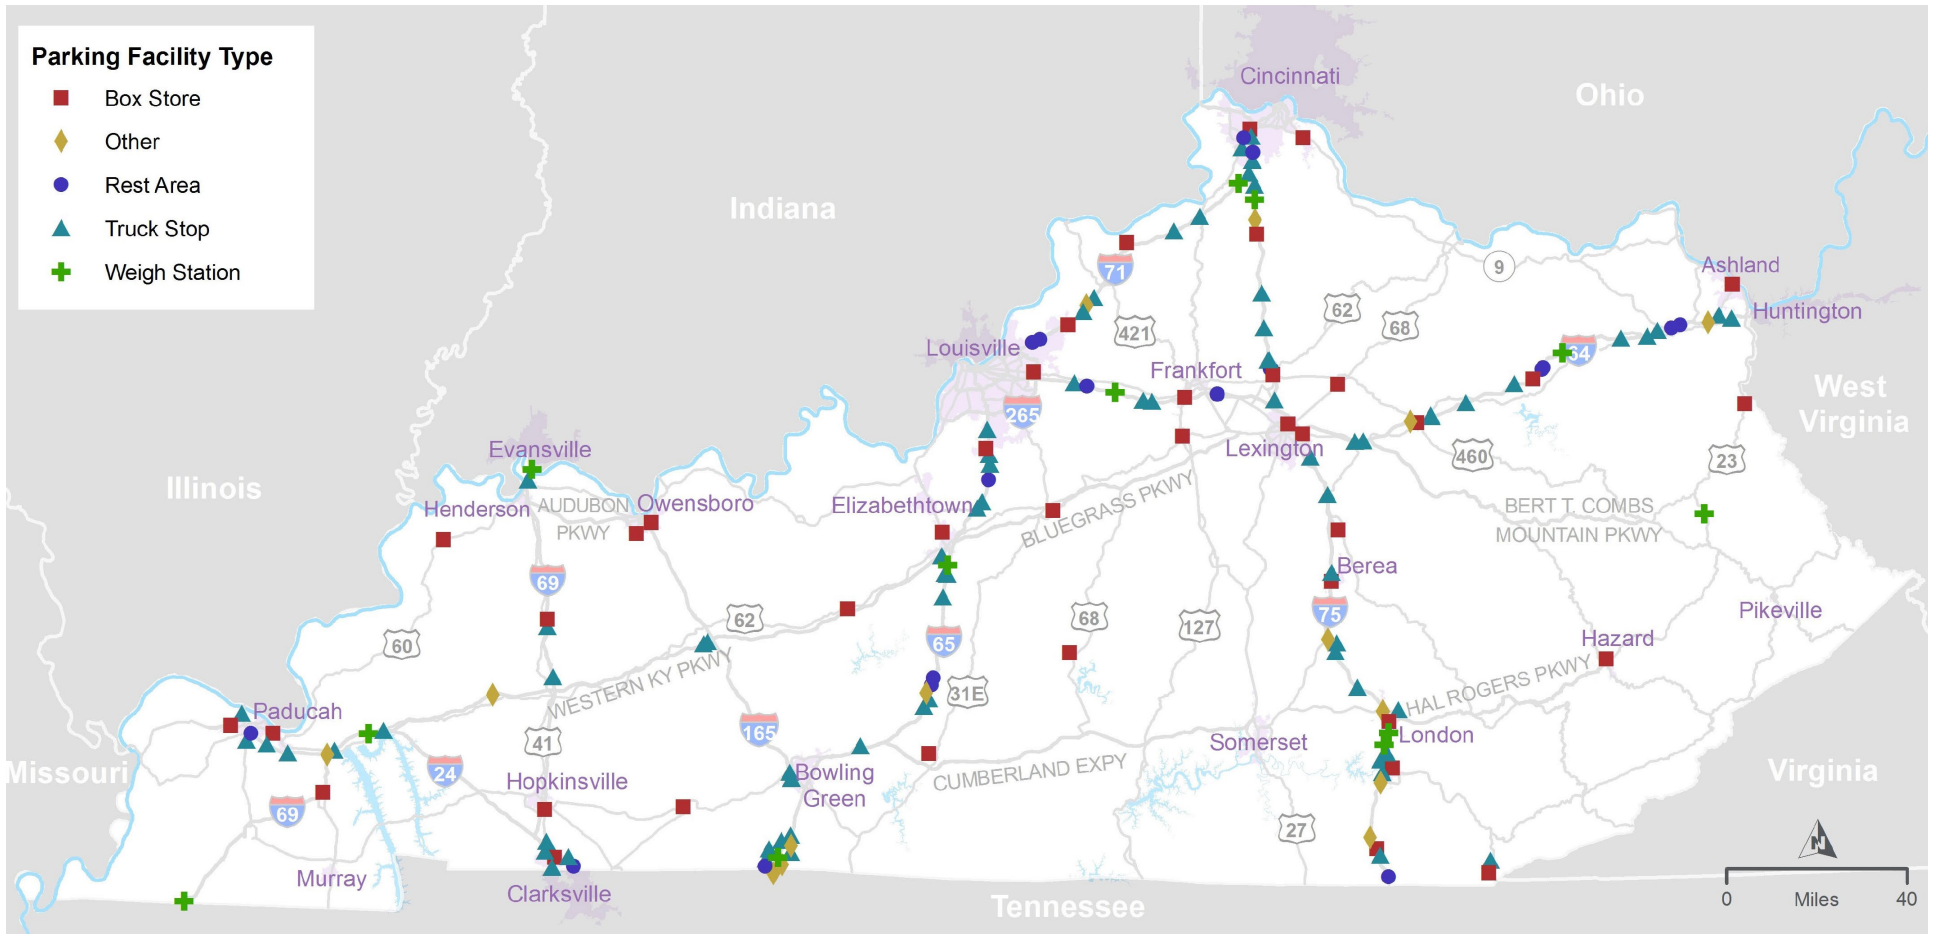 Parking Facility Type
Box Store
Other
Rest Area
Truck Stop
Weigh Station
Cincinnati
Ohio
Indiana
Ashland
9
71
Huntington
62
68
421
Louisville
64
Frankfort
West
Virginia
265
Evansville
Lexington
460
23
Illinois
Henderson
AUDUBON
PKWY
Owensboro
Elizabethtown
BLUEGRASS PKWY
BERT T. COMBS
MOUNTAIN PKWY
Berea
69
75
Pikeville
62
68
127
Hazard
60
65
WESTERN KY PKWY
31E
HAL ROGERS PKWY
Paducah
165
41
Somerset
London
Missouri
24
Bowling
Green
CUMBERLAND EXPY
Virginia
Hopkinsville
69
27
N
Murray
Clarksville
Tennessee
0 Miles 40